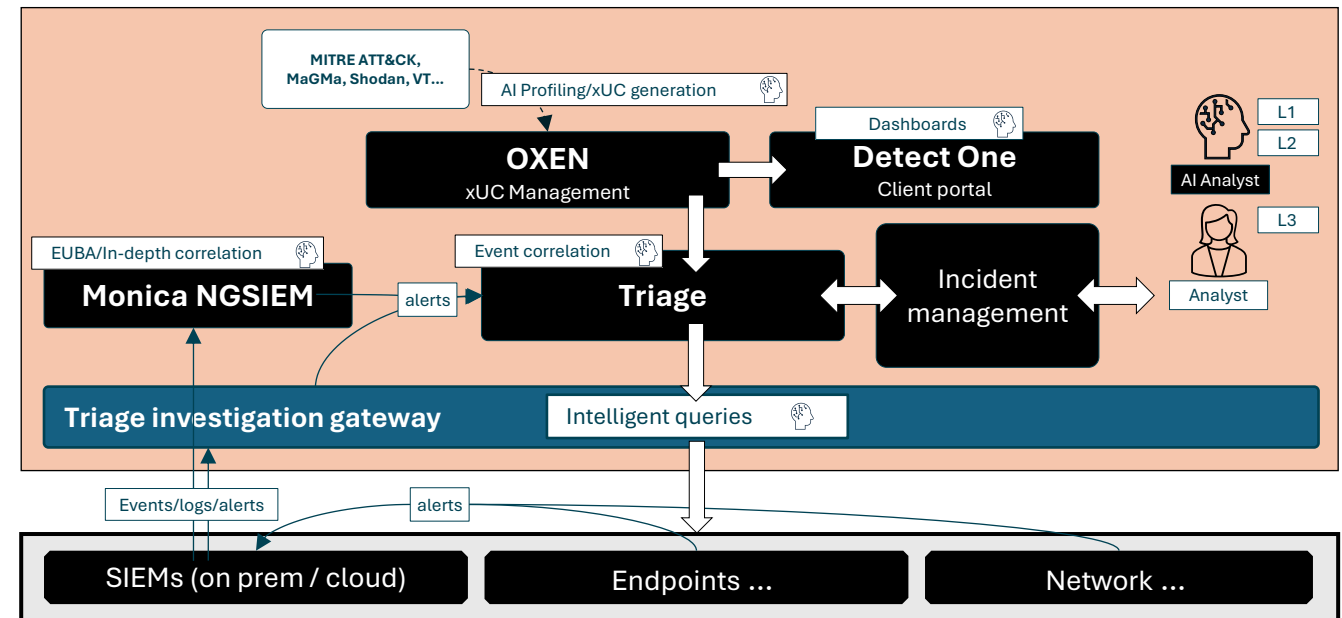 MITRE ATT&CK,
MaGMa, Shodan, VT...
AI Profiling/xUC generation
Dashboards
OXEN
xUC Management
Detect One
Client portal
L1
L2
AI Analyst
L3
Analyst
EUBA/In-depth correlation
Monica NGSIEM
alerts
Event correlation
Triage
Incident
management
Triage investigation gateway
Intelligent queries
Events/logs/alerts
alerts
SIEMs (on prem / cloud)
Endpoints ...
Network ...